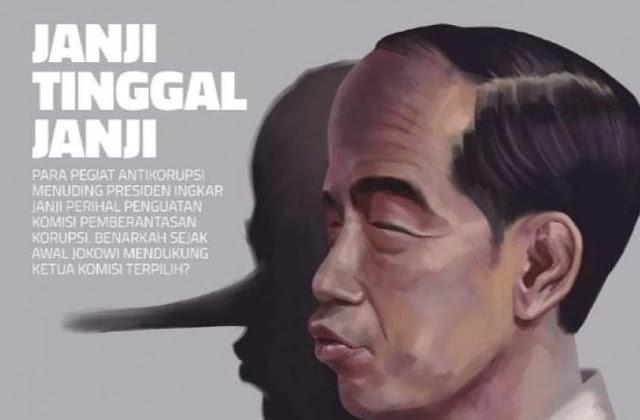 JANJI
TINGGAL
JANJI
PARA PEGIAT ANTIKORUPSI
MENUDING PRESIDEN INGKAR
JANJI PERIHAL PENGUATAN
KOMISI PEMBERANTASAN
KORUPSI. BENARKAH SEJAK
AWAL JOKOWI MENDUKUNG
KETUA KOMISI TERPILIH?